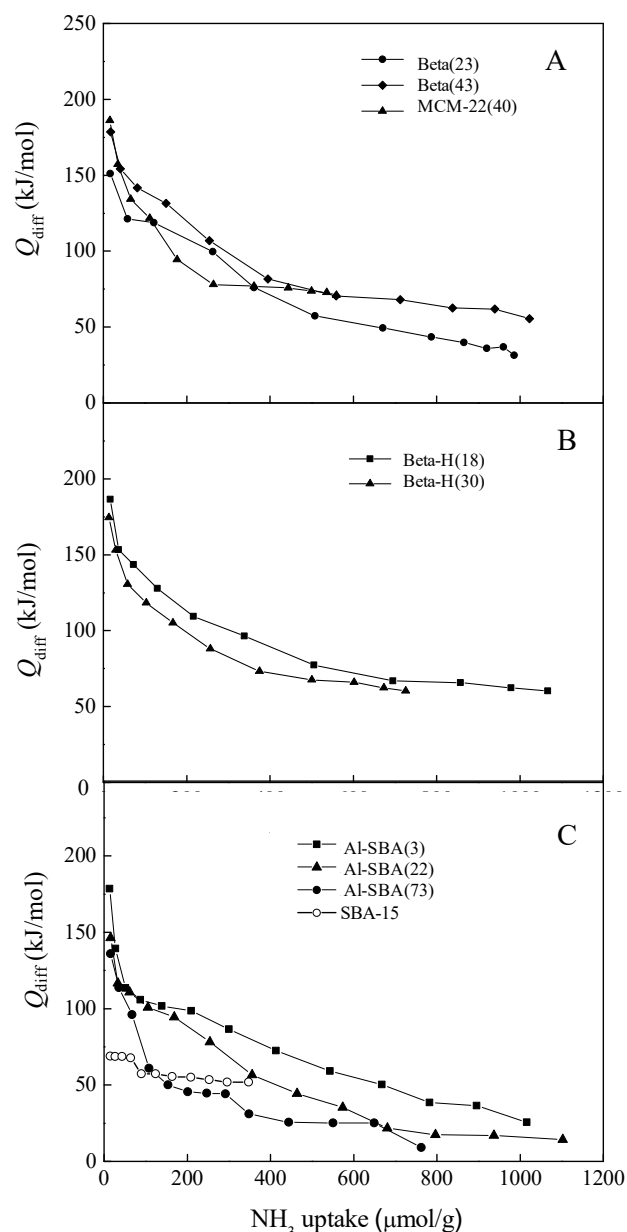 250
A
Beta(23)
Beta(43)
MCM-22(40)
200
150
Qdiff (kJ/mol)
100
50
0
B
Beta-H(18)
Beta-H(30)
200
150
Qdiff (kJ/mol)
100
50
0
C
Al-SBA(3)
Al-SBA(22)
Al-SBA(73)
SBA-15
200
150
Qdiff (kJ/mol)
100
50
0
0 200 400 600 800 1000 1200
NH3 uptake (μmol/g)